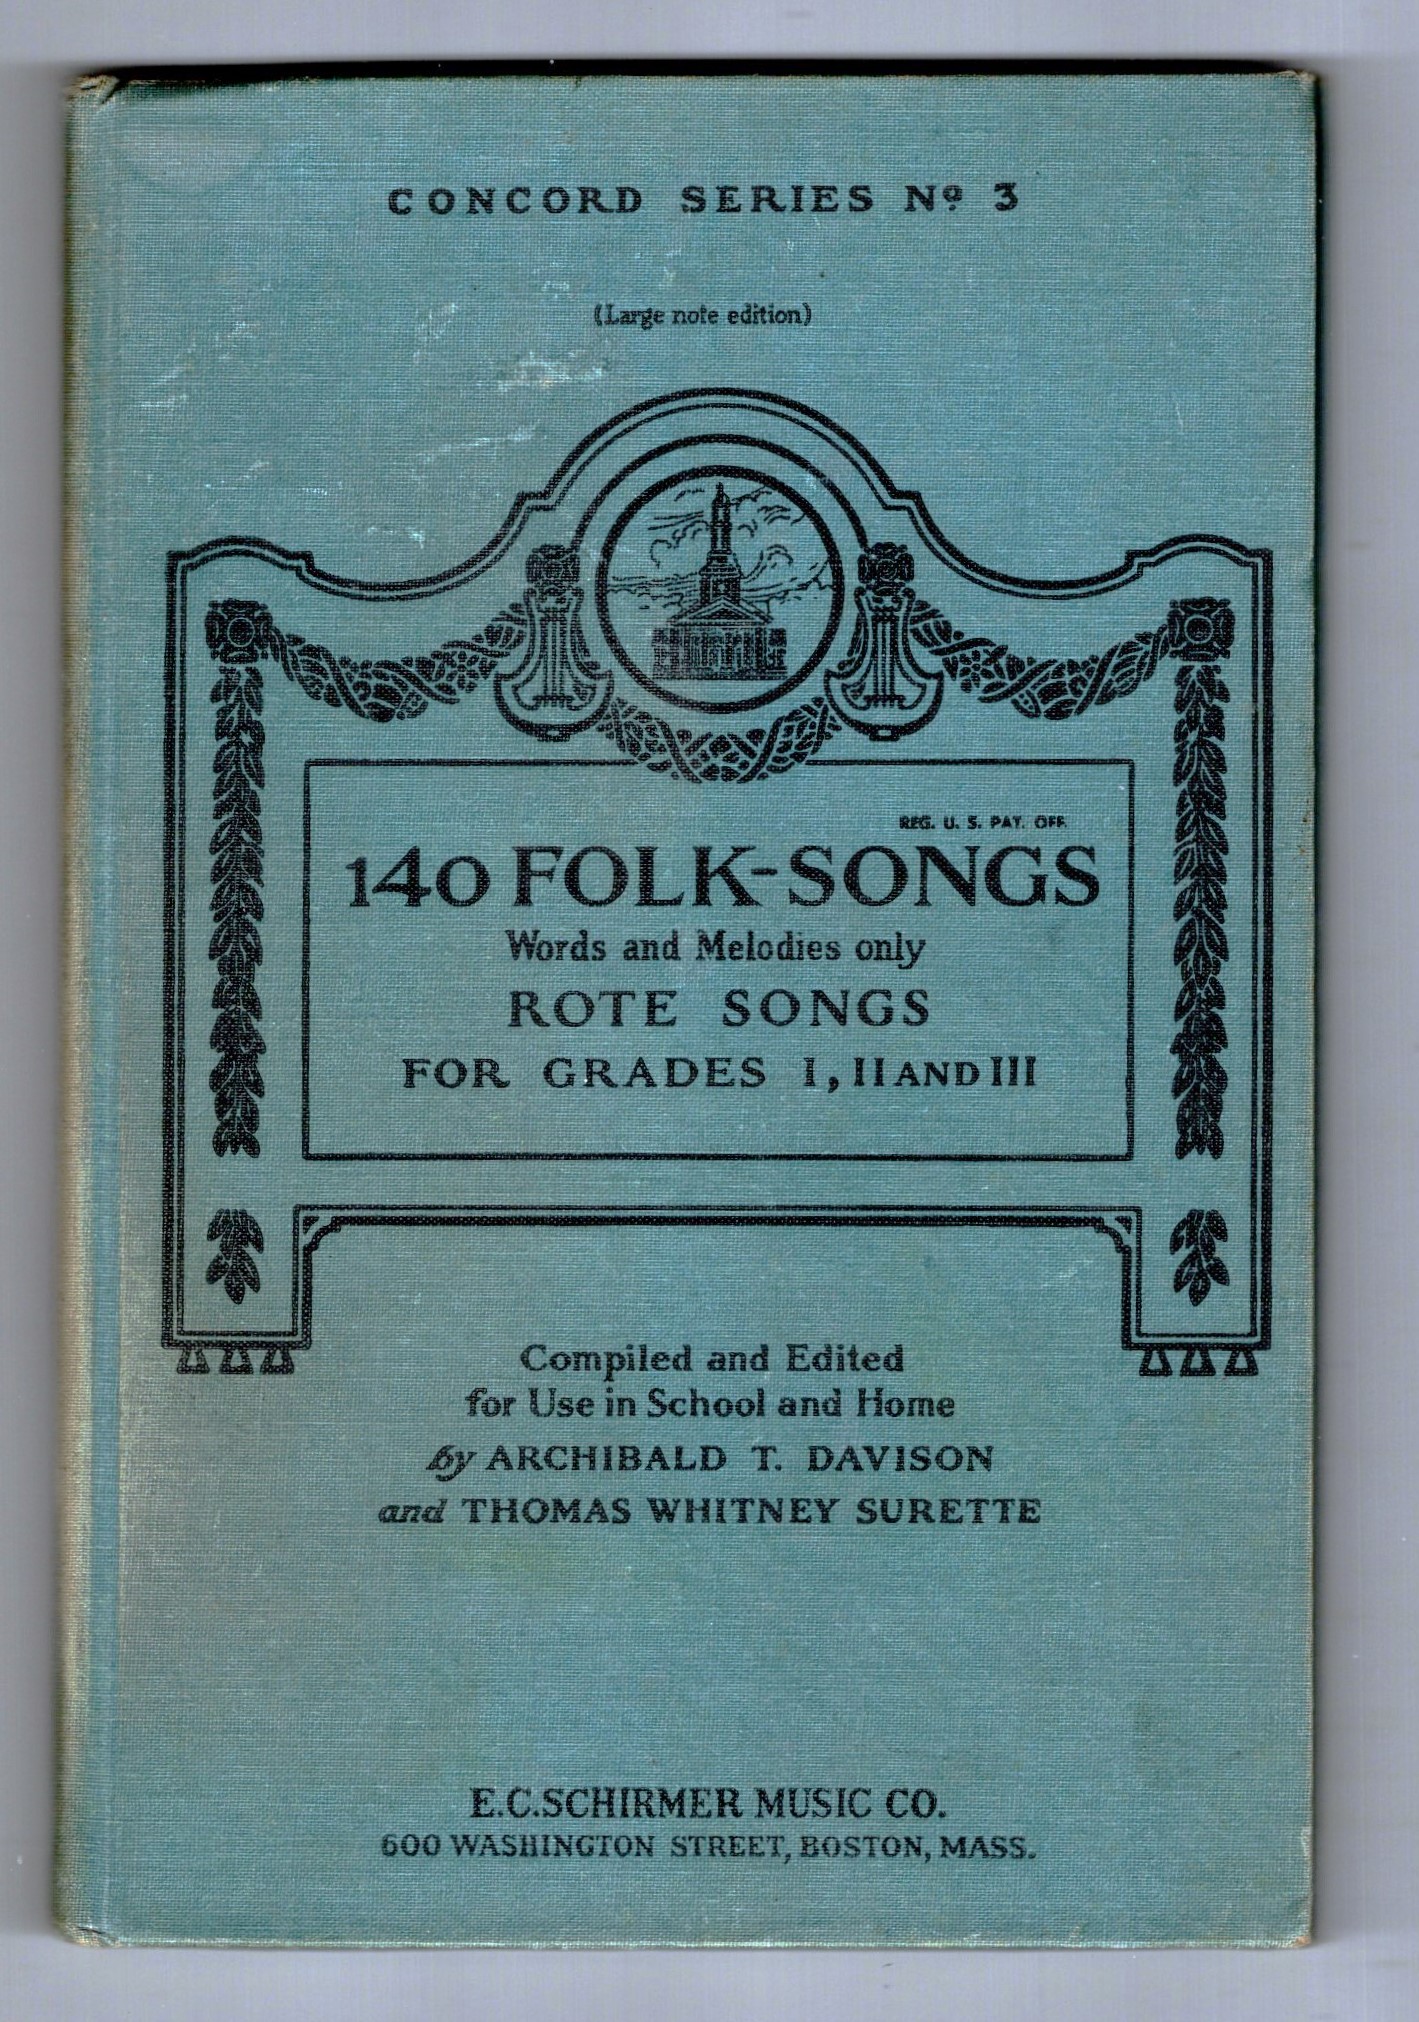 CONCORD SERIES Nº 3
(Large note edition)
REG. U. S. PAT. OFF.
140 FOLK-SONGS
Words and Melodies only
ROTE SONGS
FOR GRADES I, II AND III
Compiled and Edited
for Use in School and Home
by ARCHIBALD T. DAVISON
and THOMAS WHITNEY SURETTE
E.C.SCHIRMER MUSIC CO.
600 WASHINGTON STREET, BOSTON, MASS.